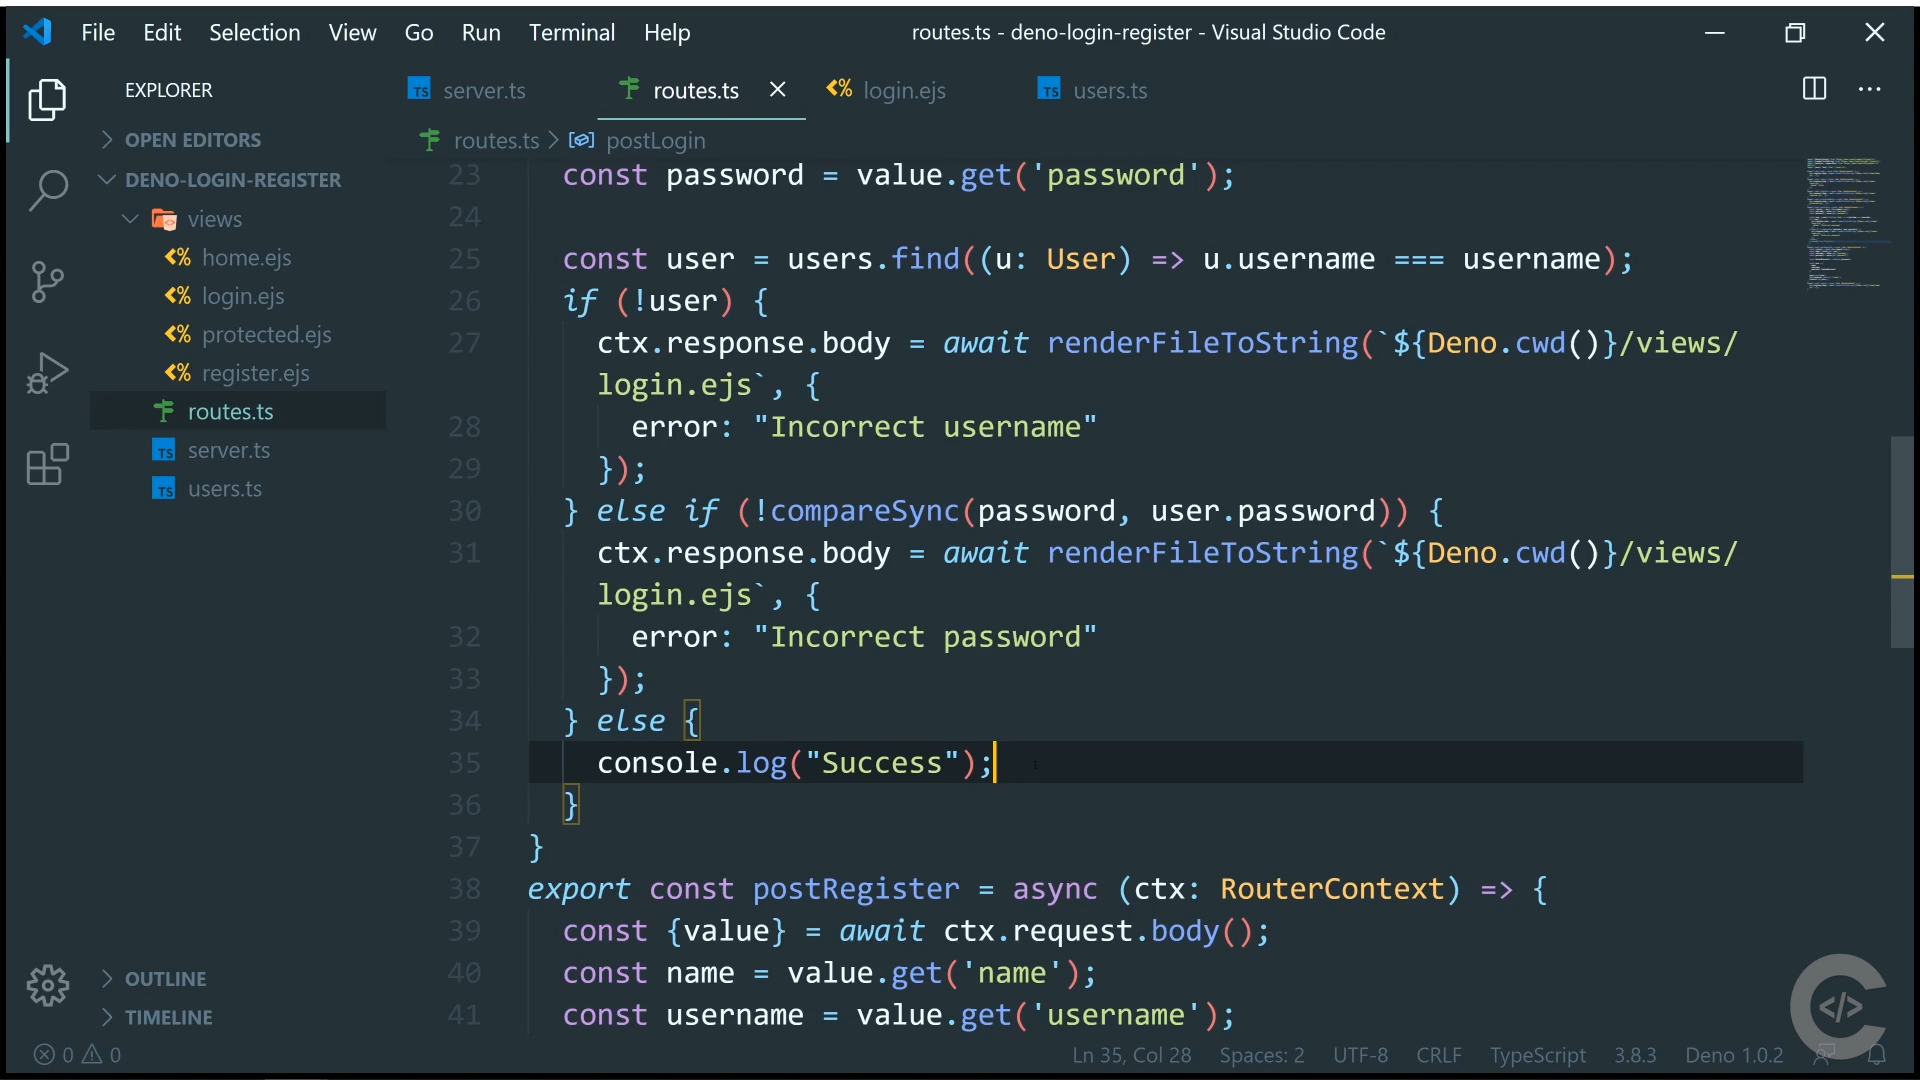 File Edit Selection View Go Run Terminal Help
routes.ts - deno-login-register - Visual Studio Code
EXPLORER
OPEN EDITORS
DENO-LOGIN-REGISTER
views
home.ejs
login.ejs
protected.ejs
register.ejs
routes.ts
TS server.ts
TS users.ts
OUTLINE
TIMELINE
TS server.ts
routes.ts
login.ejs
TS users.ts
routes.ts > postLogin
23 const password = value.get('password');
24
25 const user = users.find((u: User) => u.username === username);
26 if (!user) {
27 ctx.response.body = await renderFileToString(`${Deno.cwd()}/views/
login.ejs`, {
28 error: "Incorrect username"
29 });
30 } else if (!compareSync(password, user.password)) {
31 ctx.response.body = await renderFileToString(`${Deno.cwd()}/views/
login.ejs`, {
32 error: "Incorrect password"
33 });
34 } else {
35 console.log("Success");
36 }
37 }
38 export const postRegister = async (ctx: RouterContext) => {
39 const {value} = await ctx.request.body();
40 const name = value.get('name');
41 const username = value.get('username');
0 0
Ln 35, Col 28 Spaces: 2 UTF-8 CRLF TypeScript 3.8.3 Deno 1.0.2